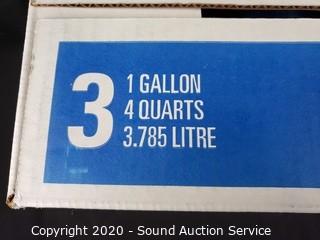 3
1 GALLON
4 QUARTS
3.785 LITRE
Copyright 2020 - Sound Auction Service